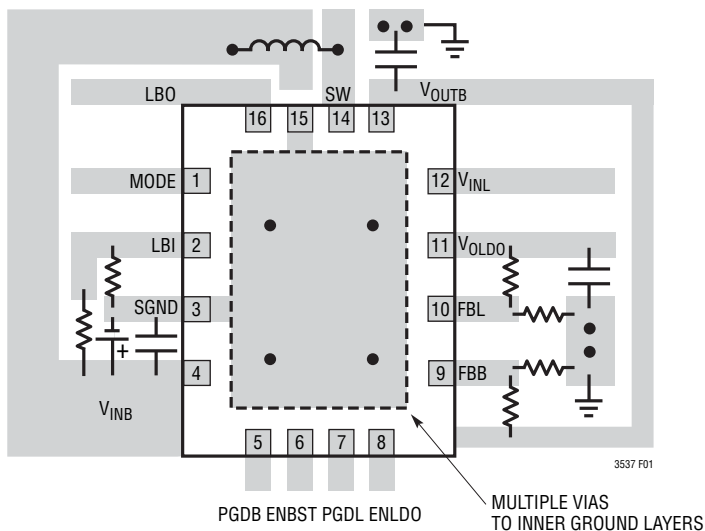 LBO
SW
VOUTB
16
15
14
13
MODE
1
12
VINL
LBI
2
11
VOLDO
SGND
3
10
FBL
+
4
9
FBB
VINB
5
6
7
8
3537 F01
PGDB ENBST PGDL ENLDO
MULTIPLE VIAS
TO INNER GROUND LAYERS